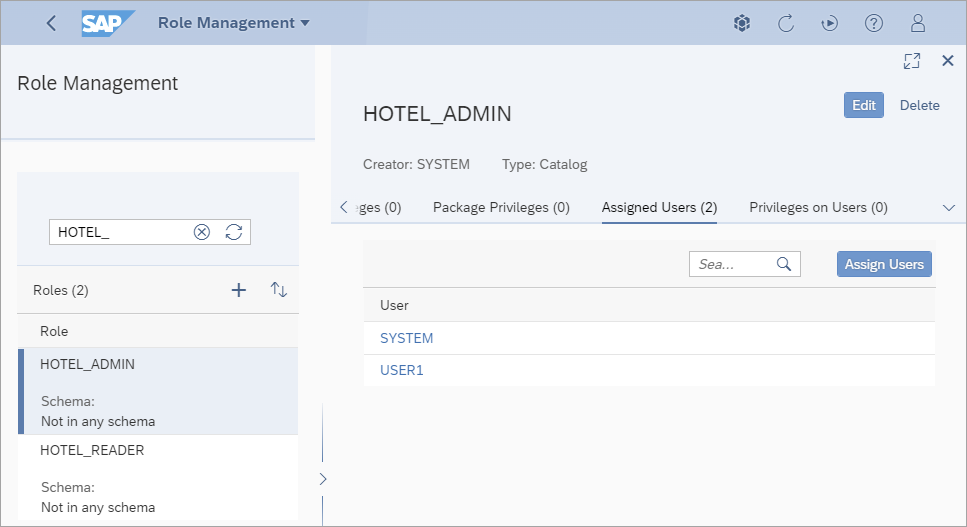 SAP Role Management
Role Management
HOTEL_
Roles (2)
Role
HOTEL_ADMIN
Schema:
Not in any schema
HOTEL_READER
Schema:
Not in any schema
HOTEL_ADMIN
Edit Delete
Creator: SYSTEM Type: Catalog
ges (0) Package Privileges (0) Assigned Users (2) Privileges on Users (0)
Sea... Assign Users
User
SYSTEM
USER1